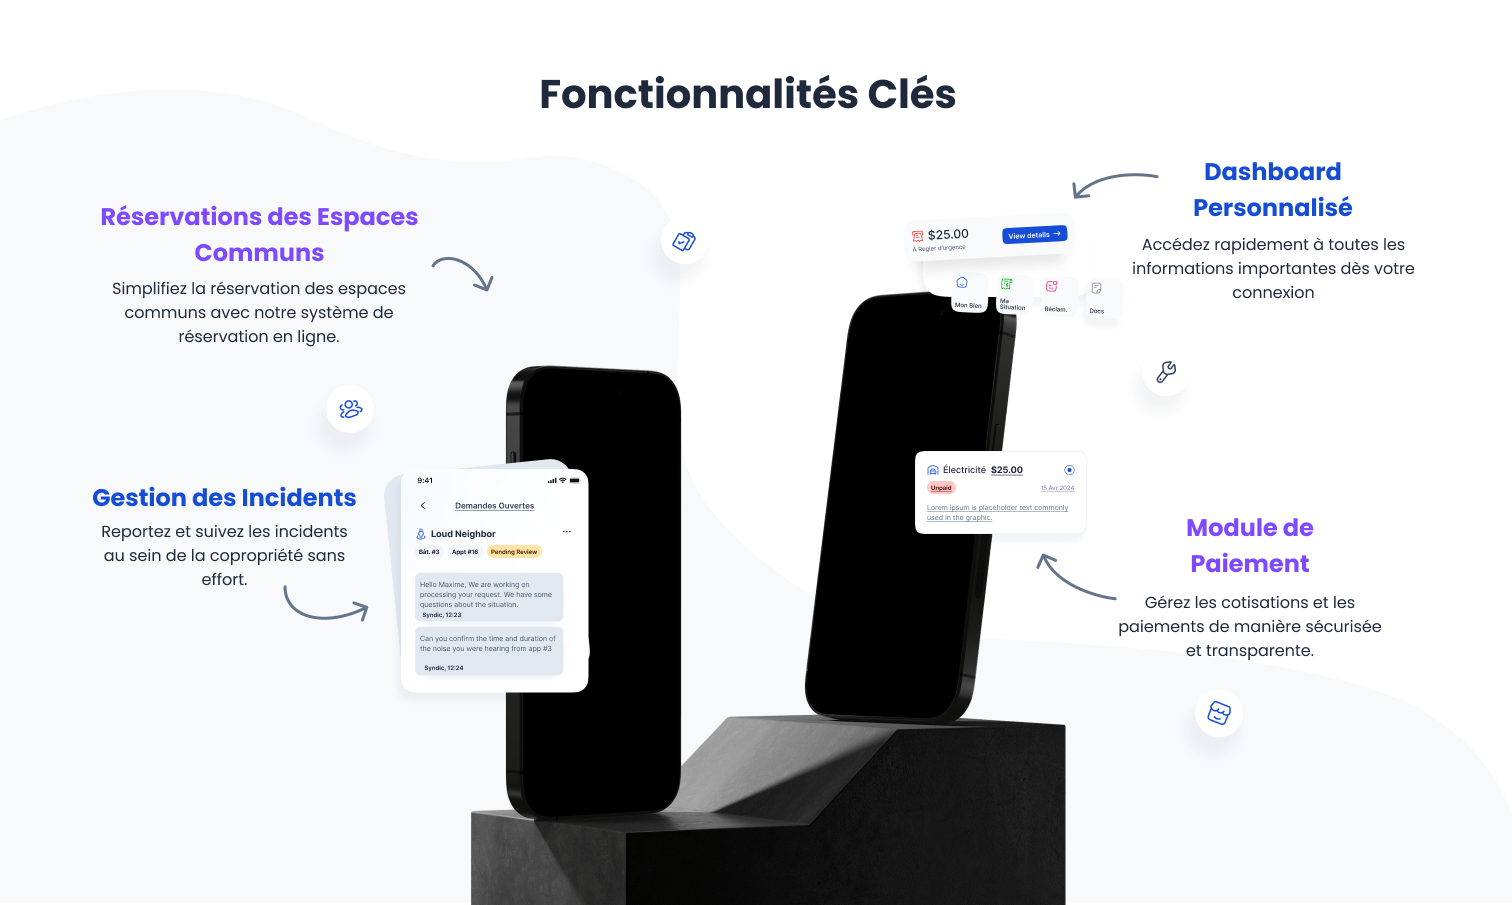 Fonctionnalités Clés
Réservations des Espaces
Communs
Simplifiez la réservation des espaces
communs avec notre système de
réservation en ligne.
Gestion des Incidents
Reportez et suivez les incidents
au sein de la copropriété sans
effort.
9:41
Demandes Ouvertes
Loud Neighbor
Bât. #3 Appt #16 Pending Review
Hello Maxime, We are working on
processing your request. We have some
questions about the situation.
Syndic, 12:23
Can you confirm the time and duration of
the noise you were hearing from app #3
Syndic, 12:24
$25.00
À Regler d'urgence
View details →
Mon Bien
Ma
Situation
Réclam.
Docs
Dashboard
Personnalisé
Accédez rapidement à toutes les
informations importantes dès votre
connexion
Électricité $25.00
Unpaid
15 Avr 2024
Lorem ipsum is placeholder text commonly
used in the graphic.
Module de
Paiement
Gérez les cotisations et les
paiements de manière sécurisée
et transparente.